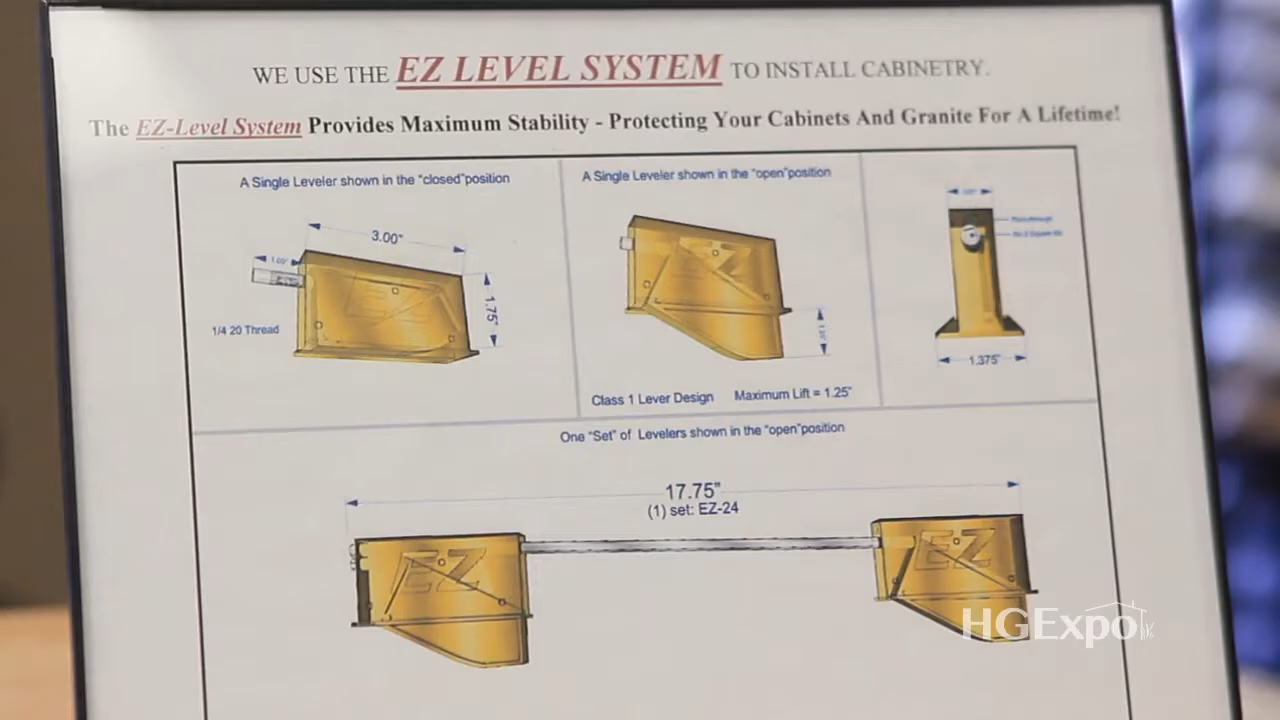 WE USE THE EZ LEVEL SYSTEM TO INSTALL CABINETRY.
The EZ-Level System Provides Maximum Stability - Protecting Your Cabinets And Granite For A Lifetime!
A Single Leveler shown in the "closed"position
3.00"
1.00"
1.75"
1/4 20 Thread
EZ
A Single Leveler shown in the "open"position
EZ
Class 1 Lever Design Maximum Lift = 1.25"
1.375"
One "Set" of Levelers shown in the "open"position
17.75"
(1) set: EZ-24
EZ
EZ
HGExpo